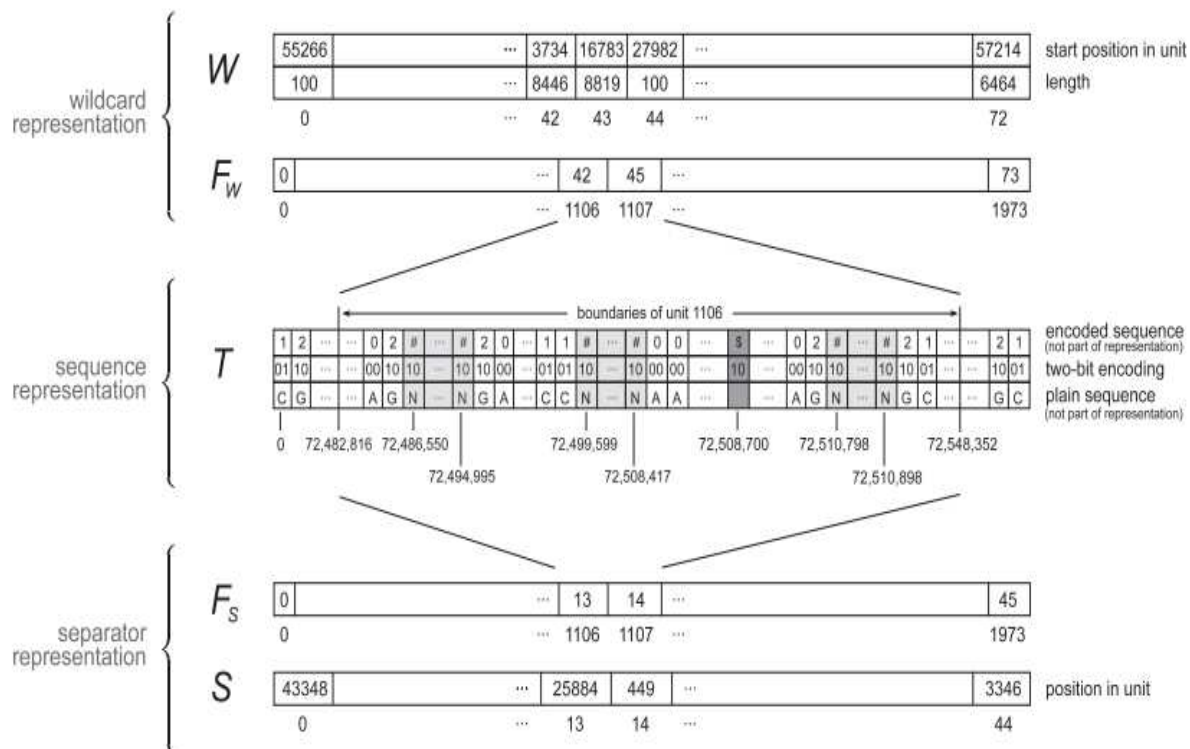 W 55266 ... 3734 16783 27982 ... 57214 start position in unit
100 ... 8446 8819 100 ... 6464 length
0 ... 42 43 44 ... 72
wildcard representation
F_W 0 ... 42 45 ... 73
0 ... 1106 1107 ... 1973
boundaries of unit 1106
T 1 2 ... ... 0 2 # ... # 2 0 ... 1 1 # ... # 0 0 ... $ ... 0 2 # ... # 2 1 ... ... 2 1 encoded sequence (not part of representation)
01 10 ... ... 00 10 10 ... 10 10 00 ... 01 01 10 ... 10 00 00 ... 10 ... 00 10 10 ... 10 10 01 ... ... 10 01 two-bit encoding
C G ... ... A G N ... N G A ... C C N ... N A A ... ... A G N ... N G C ... ... G C plain sequence (not part of representation)
sequence representation
0 72,482,816 72,486,550 72,499,599 72,508,700 72,510,798 72,548,352
72,494,995 72,508,417 72,510,898
F_S 0 ... 13 14 ... 45
0 ... 1106 1107 ... 1973
separator representation
S 43348 ... 25884 449 ... 3346 position in unit
0 ... 13 14 ... 44